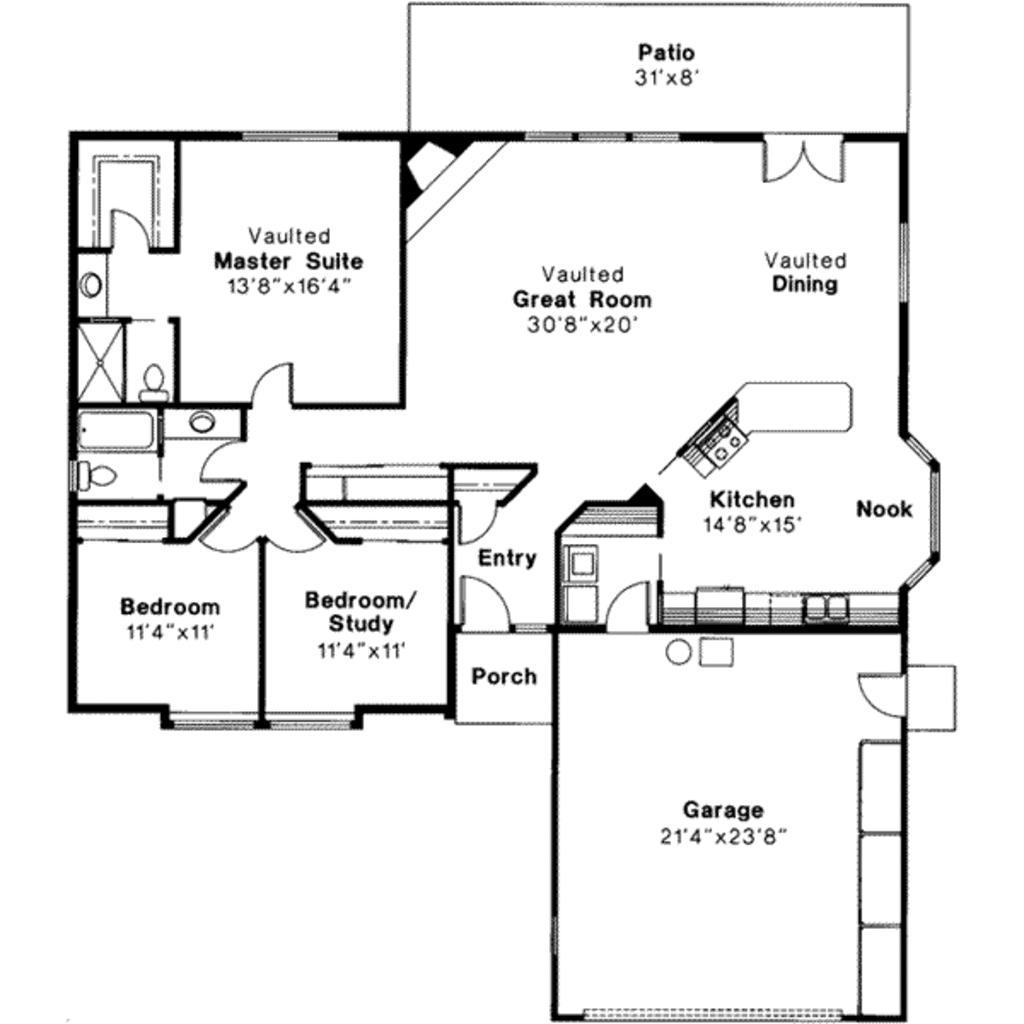 Patio
31'x8'
Vaulted
Master Suite
13'8"x16'4"
Vaulted
Great Room
30'8"x20'
Vaulted
Dining
Kitchen
14'8"x15'
Nook
Entry
Bedroom
11'4"x11'
Bedroom/
Study
11'4"x11'
Porch
Garage
21'4"x23'8"